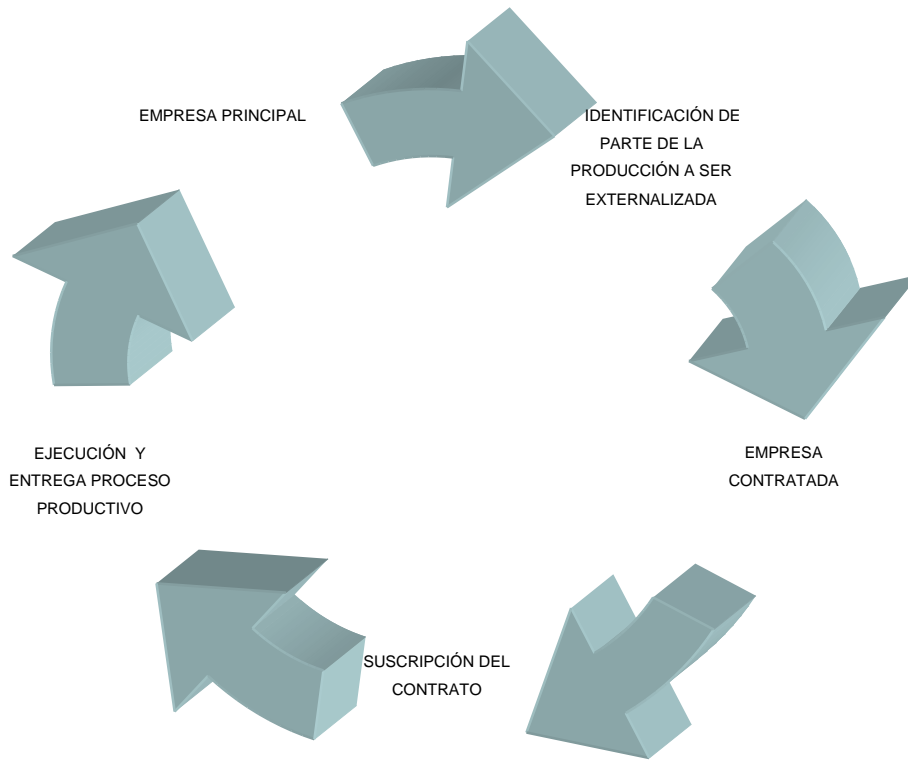 EMPRESA PRINCIPAL
IDENTIFICACIÓN DE
PARTE DE LA
PRODUCCIÓN A SER
EXTERNALIZADA
EMPRESA
CONTRATADA
SUSCRIPCIÓN DEL
CONTRATO
EJECUCIÓN Y
ENTREGA PROCESO
PRODUCTIVO